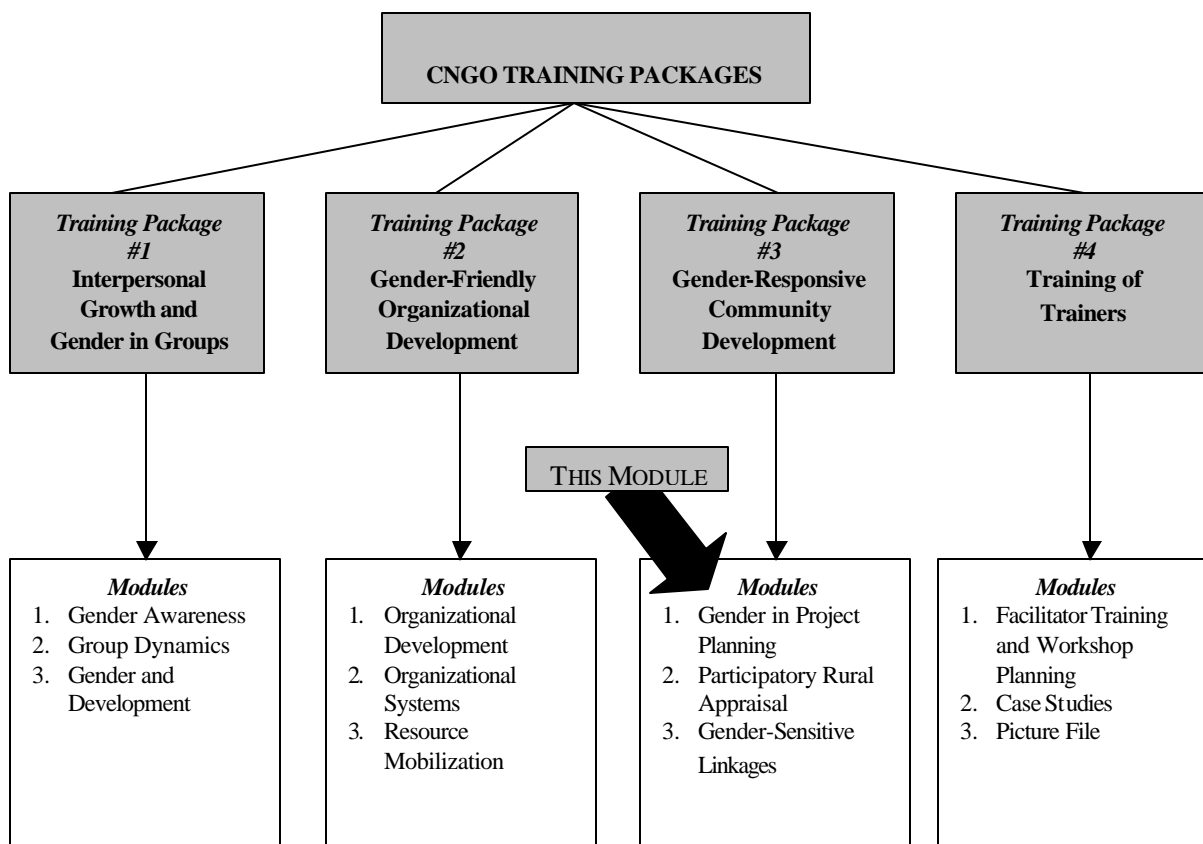 CNGO TRAINING PACKAGES
Training Package
#1
Interpersonal
Growth and
Gender in Groups
Training Package
#2
Gender-Friendly
Organizational
Development
Training Package
#3
Gender-Responsive
Community
Development
Training Package
#4
Training of
Trainers
THIS MODULE
Modules
1. Gender Awareness
2. Group Dynamics
3. Gender and
Development
Modules
1. Organizational
Development
2. Organizational
Systems
3. Resource
Mobilization
Modules
1. Gender in Project
Planning
2. Participatory Rural
Appraisal
3. Gender-Sensitive
Linkages
Modules
1. Facilitator Training
and Workshop
Planning
2. Case Studies
3. Picture File